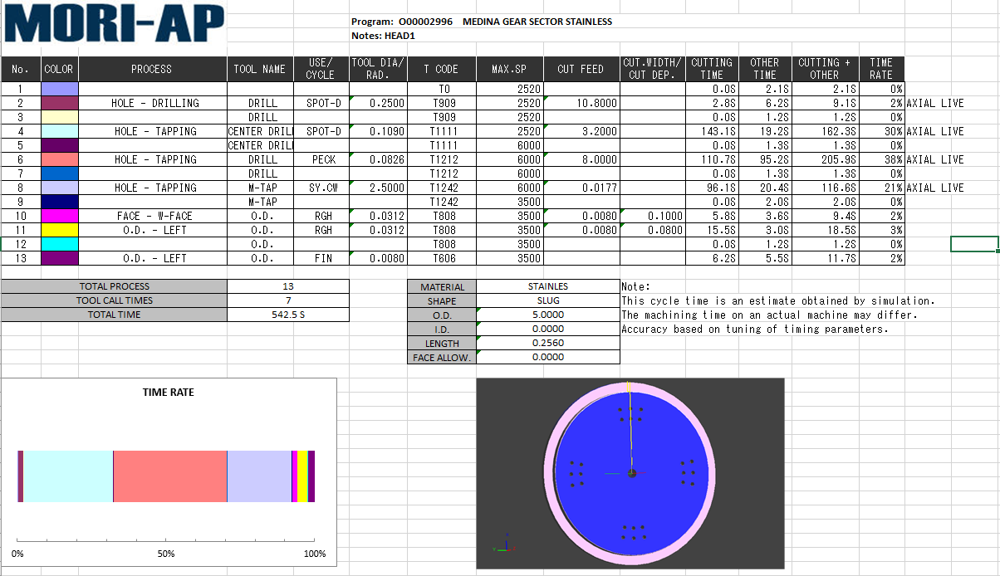 MORI-AP
Program: O00002996 MEDINA GEAR SECTOR STAINLESS
Notes: HEAD1
No. COLOR PROCESS TOOL NAME USE/ CYCLE TOOL DIA/ RAD. T CODE MAX.SP CUT FEED CUT.WIDTH/ CUT DEP. CUTTING TIME OTHER TIME CUTTING + OTHER TIME RATE
1 T0 2520 0.0S 2.1S 2.1S 0%
2 HOLE - DRILLING DRILL SPOT-D 0.2500 T909 2520 10.8000 2.8S 6.2S 9.1S 2% AXIAL LIVE
3 DRILL T909 2520 0.0S 1.2S 1.2S 0%
4 HOLE - TAPPING CENTER DRILL SPOT-D 0.1090 T1111 2520 3.2000 143.1S 19.2S 162.3S 30% AXIAL LIVE
5 CENTER DRILL T1111 6000 0.0S 1.3S 1.3S 0%
6 HOLE - TAPPING DRILL PECK 0.0826 T1212 6000 8.0000 110.7S 95.2S 205.9S 38% AXIAL LIVE
7 DRILL T1212 6000 0.0S 1.3S 1.3S 0%
8 HOLE - TAPPING M-TAP SY.CW 2.5000 T1242 6000 0.0177 96.1S 20.4S 116.6S 21% AXIAL LIVE
9 M-TAP T1242 3500 0.0S 2.0S 2.0S 0%
10 FACE - W-FACE O.D. RGH 0.0312 T808 3500 0.0080 0.1000 5.8S 3.6S 9.4S 2%
11 O.D. - LEFT O.D. RGH 0.0312 T808 3500 0.0080 0.0800 15.5S 3.0S 18.5S 3%
12 O.D. T808 3500 0.0S 1.2S 1.2S 0%
13 O.D. - LEFT O.D. FIN 0.0080 T606 3500 6.2S 5.5S 11.7S 2%
TOTAL PROCESS 13
TOOL CALL TIMES 7
TOTAL TIME 542.5 S
MATERIAL STAINLES
SHAPE SLUG
O.D. 5.0000
I.D. 0.0000
LENGTH 0.2560
FACE ALLOW. 0.0000
Note:
This cycle time is an estimate obtained by simulation.
The machining time on an actual machine may differ.
Accuracy based on tuning of timing parameters.
TIME RATE
0% 50% 100%